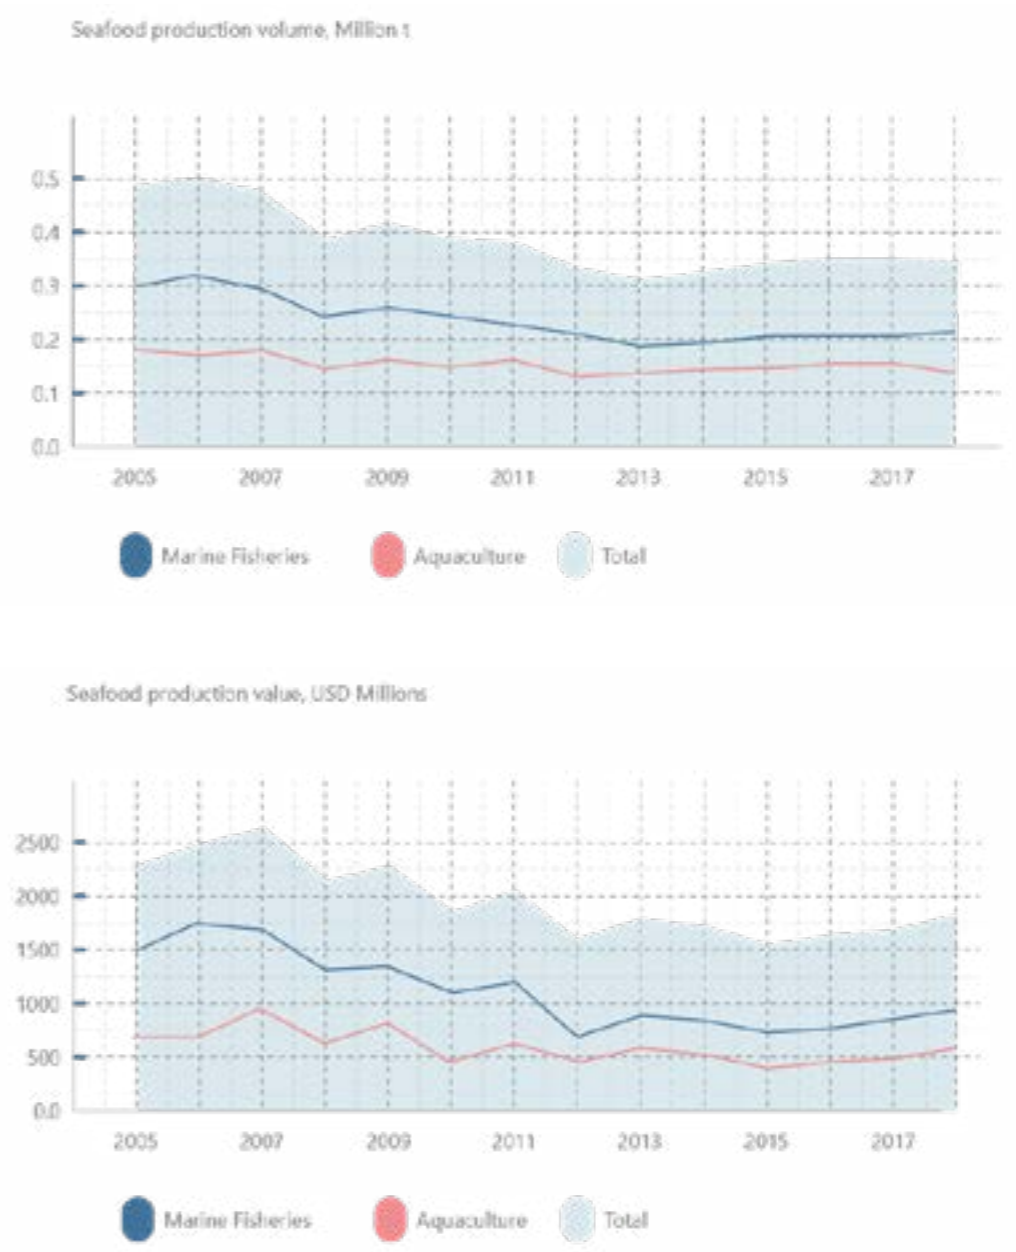 Seafood production volume, Million t
0.5
0.4
0.3
0.2
0.1
0.0
2005 2007 2009 2011 2013 2015 2017
Marine Fisheries Aquaculture Total
Seafood production value, USD Millions
2500
2000
1500
1000
500
0.0
2005 2007 2009 2011 2013 2015 2017
Marine Fisheries Aquaculture Total